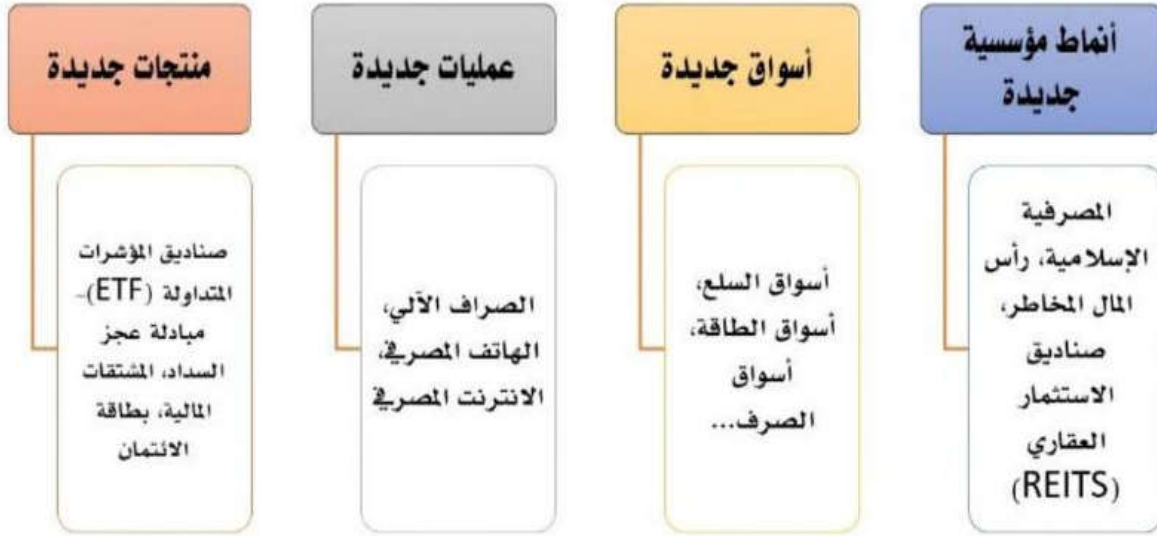 أنماط مؤسسية
جديدة
المصرفية
الإسلامية، رأس
المال المخاطر،
صناديق
الاستثمار
العقاري
(REITS)
أسواق جديدة
أسواق السلع،
أسواق الطاقة،
أسواق
الصرف...
عمليات جديدة
الصراف الآلي،
الهاتف المصرفي،
الانترنت المصرفي
منتجات جديدة
صناديق المؤشرات
المتداولة (ETF)-
مبادلة عجز
السداد، المشتقات
المالية، بطاقة
الائتمان